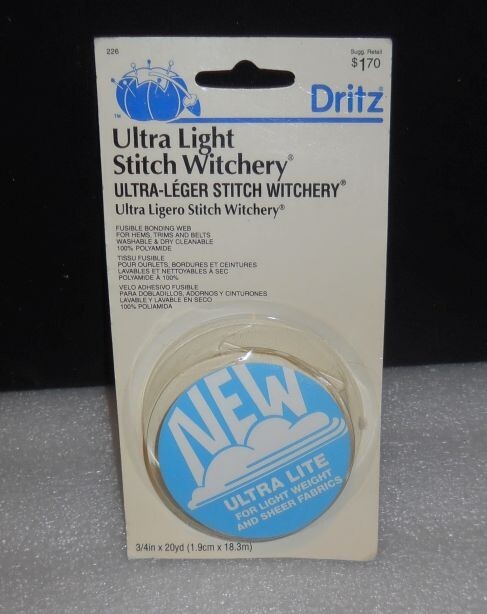 226
Sugg. Retail
$1.70
TM
Dritz
Ultra Light
Stitch Witchery®
ULTRA-LÉGER STITCH WITCHERY®
Ultra Ligero Stitch Witchery®
FUSIBLE BONDING WEB
FOR HEMS, TRIMS AND BELTS
WASHABLE & DRY CLEANABLE
100% POLYAMIDE
TISSU FUSIBLE
POUR OURLETS, BORDURES ET CEINTURES
LAVABLES ET NETTOYABLES À SEC
POLYAMIDE À 100%
VELO ADHESIVO FUSIBLE
PARA DOBLADILLOS, ADORNOS Y CINTURONES
LAVABLE Y LAVABLE EN SECO
100% POLIAMIDA
NEW
ULTRA LITE
FOR LIGHT WEIGHT
AND SHEER FABRICS
3/4in x 20yd (1.9cm x 18.3m)